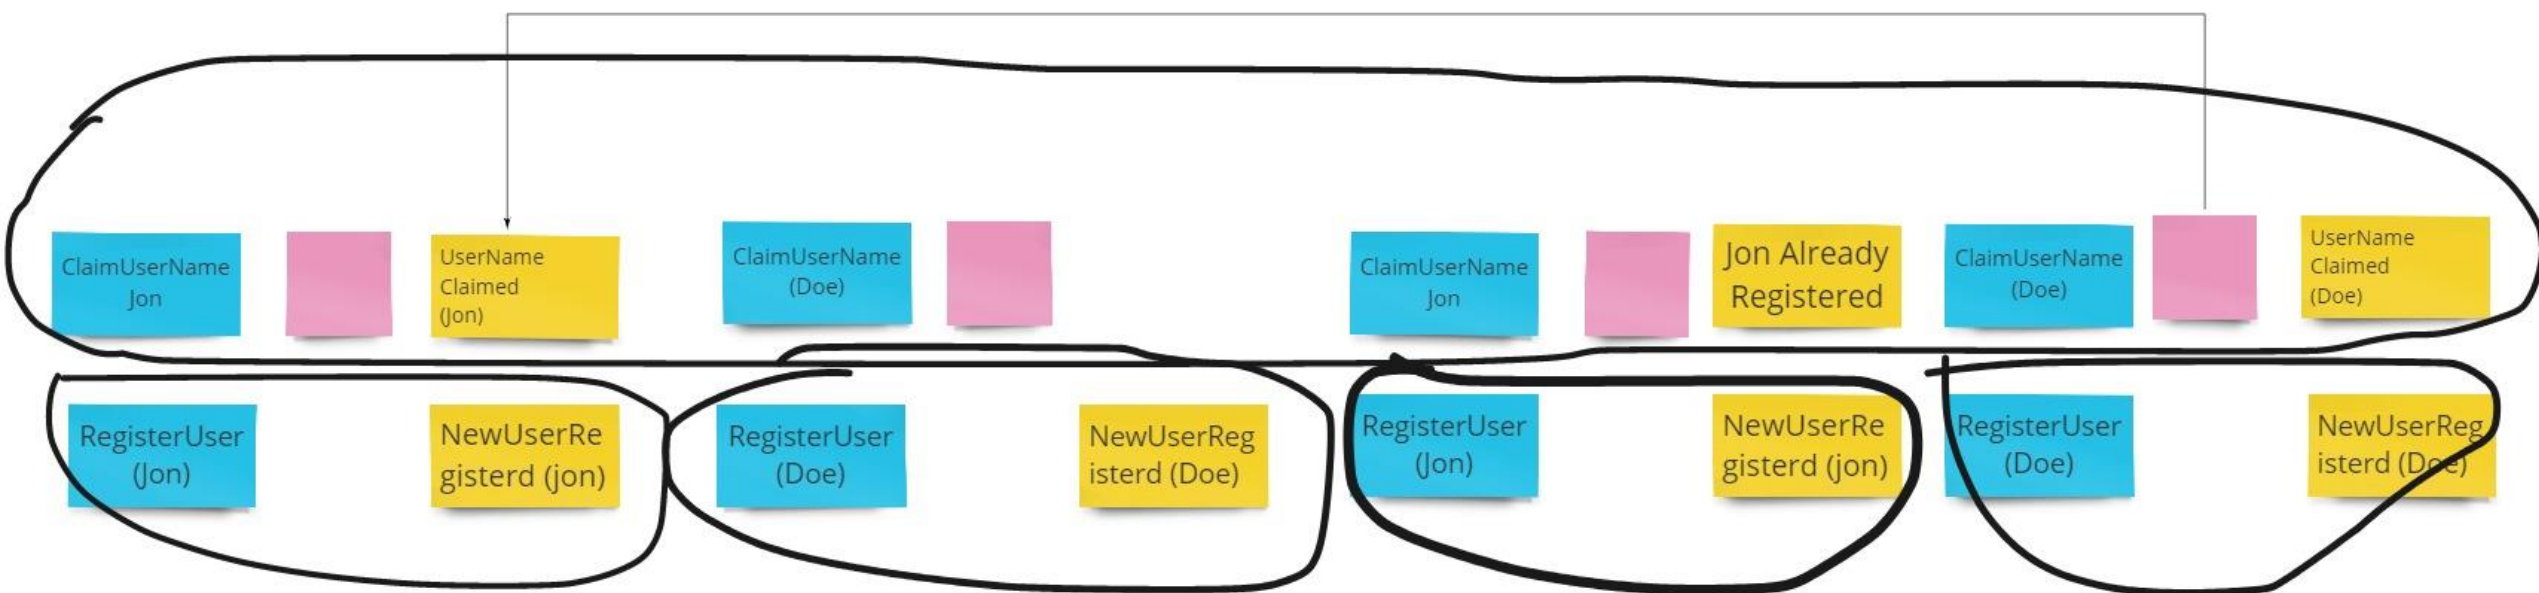 ClaimUserName
Jon
UserName
Claimed
(Jon)
ClaimUserName
(Doe)
ClaimUserName
Jon
Jon Already
Registered
ClaimUserName
(Doe)
UserName
Claimed
(Doe)
RegisterUser
(Jon)
NewUserRe
gisterd (jon)
RegisterUser
(Doe)
NewUserReg
isterd (Doe)
RegisterUser
(Jon)
NewUserRe
gisterd (jon)
RegisterUser
(Doe)
NewUserReg
isterd (Doe)